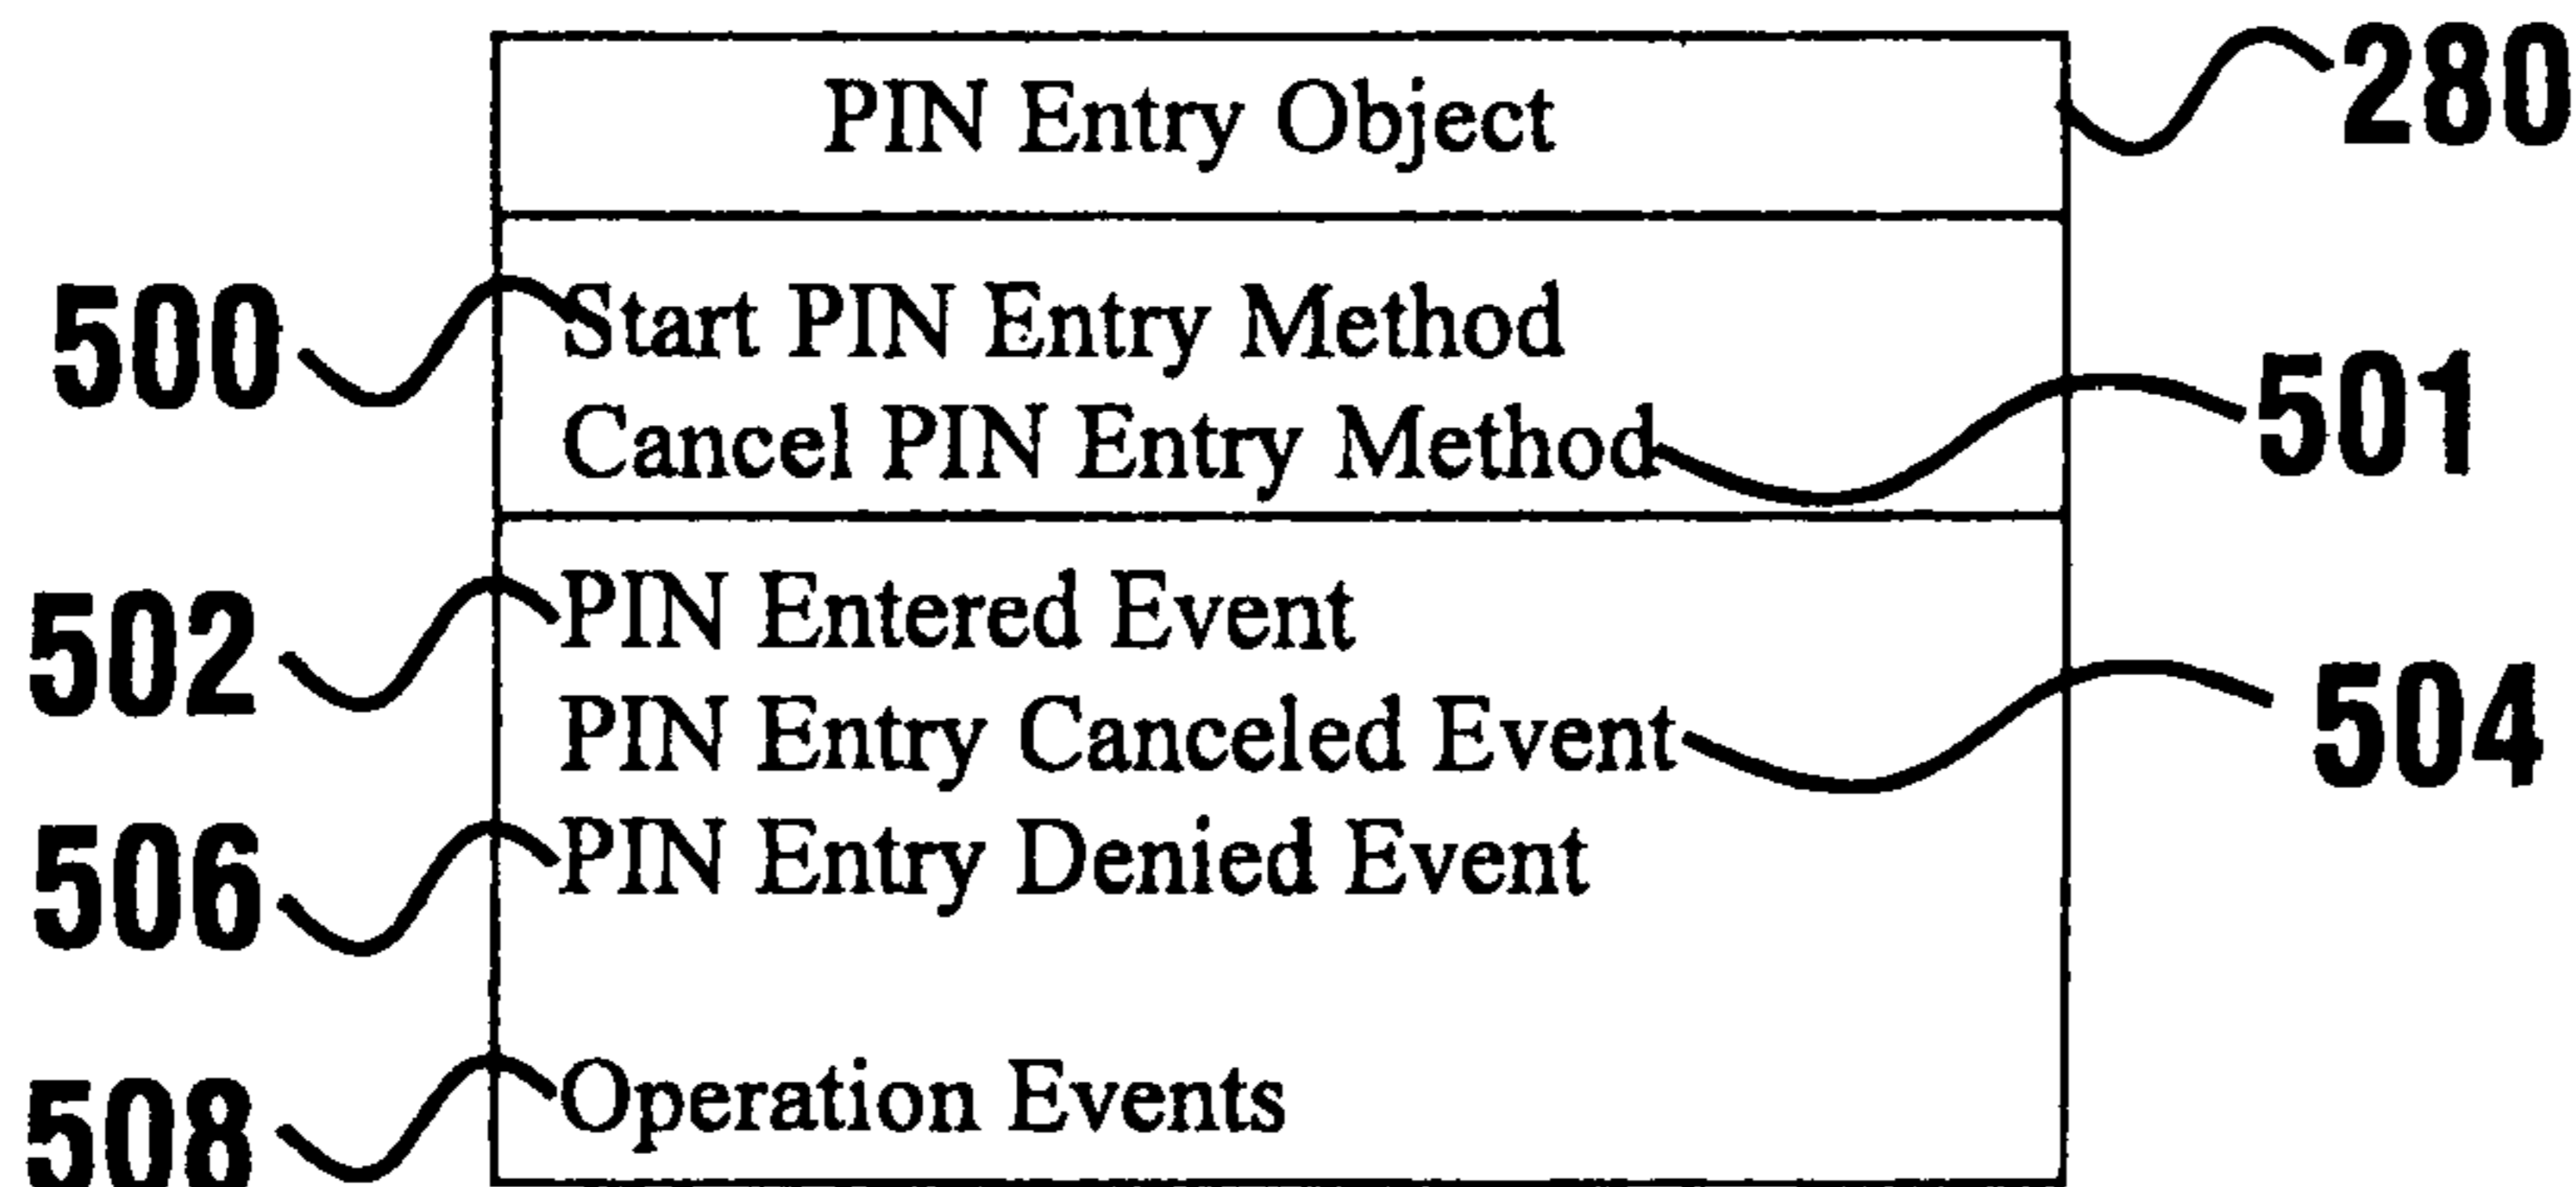 PIN Entry Object 280
500 Start PIN Entry Method
Cancel PIN Entry Method 501
502 PIN Entered Event
PIN Entry Canceled Event 504
506 PIN Entry Denied Event
508 Operation Events